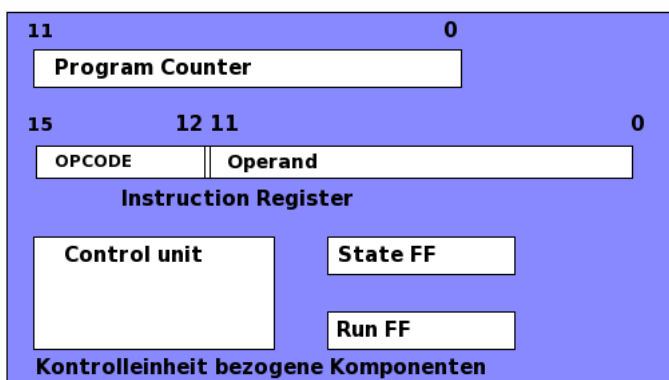 11 0
Program Counter
15 12 11 0
OPCODE Operand
Instruction Register
Control unit State FF
Run FF
Kontrolleinheit bezogene Komponenten